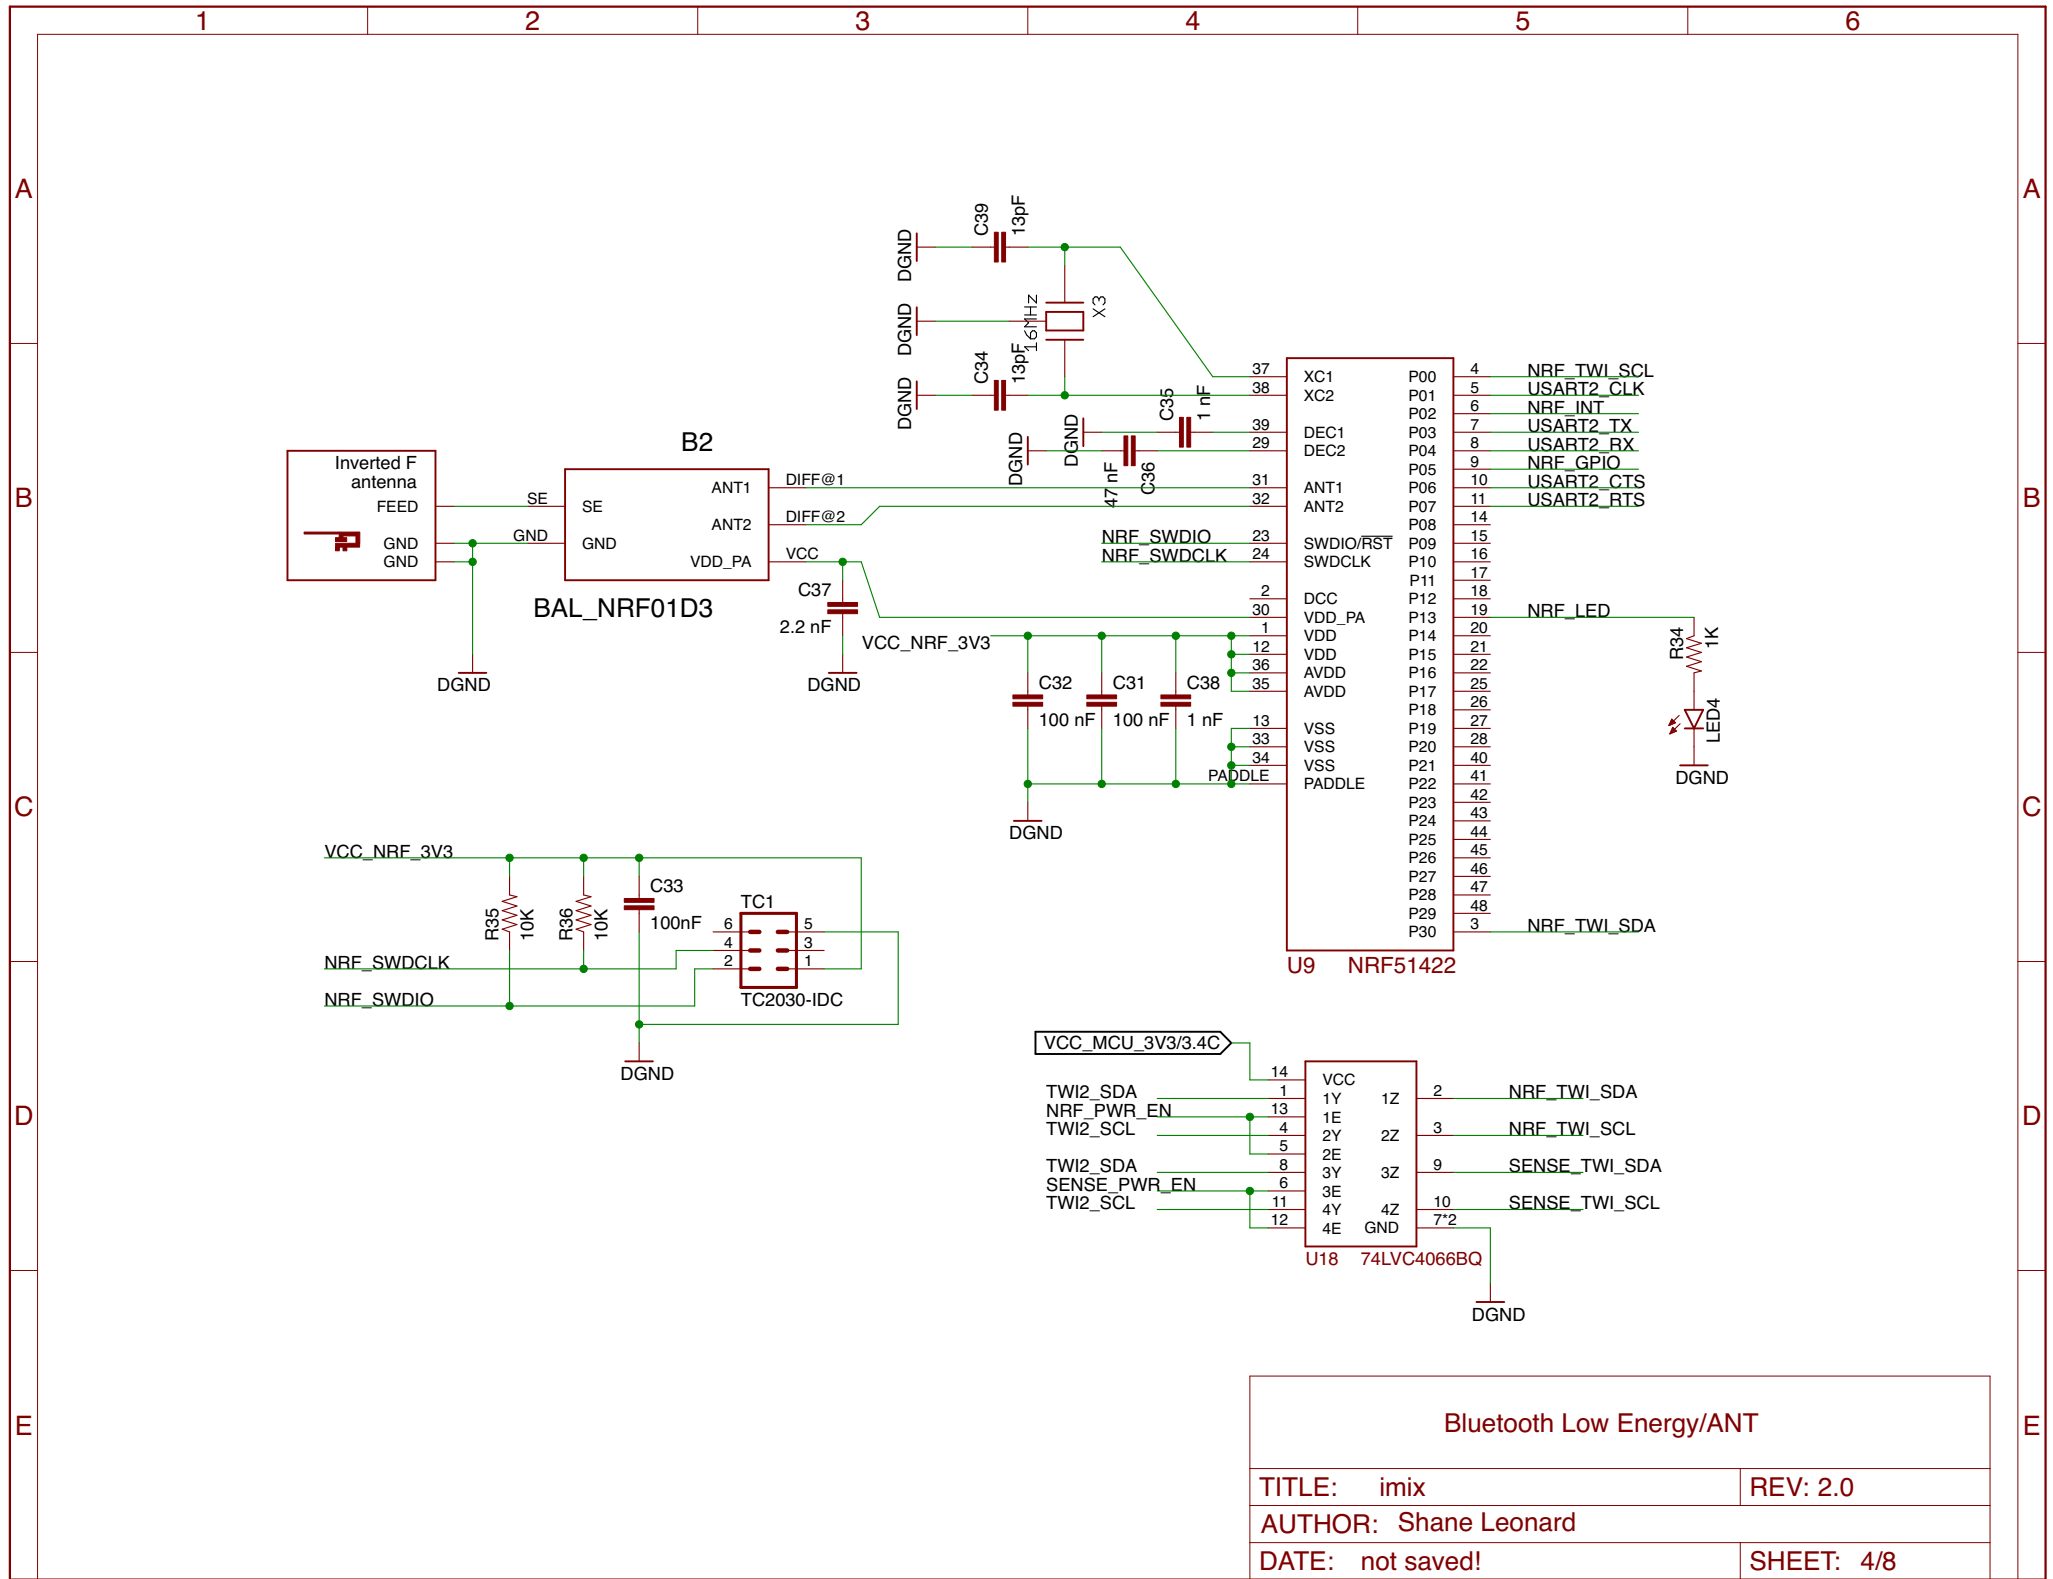 1 2 3 4 5 6
A A
B B
C C
D D
E E
DGND
C39
13pF
DGND
16MHz
X3
DGND
C34
13pF
DGND
C36
47 nF
DGND
C35
1 nF
Inverted F
antenna
FEED
GND
GND
SE
GND
B2
SE
GND
ANT1
ANT2
VDD_PA
BAL_NRF01D3
DIFF@1
DIFF@2
VCC
C37
2.2 nF
DGND
DGND
NRF_SWDIO
NRF_SWDCLK
VCC_NRF_3V3
C32
100 nF
C31
100 nF
C38
1 nF
PADDLE
DGND
37 XC1
38 XC2
39 DEC1
29 DEC2
31 ANT1
32 ANT2
23 SWDIO/RST
24 SWDCLK
2 DCC
30 VDD_PA
1 VDD
12 VDD
36 AVDD
35 AVDD
13 VSS
33 VSS
34 VSS
PADDLE
P00 4 NRF_TWI_SCL
P01 5 USART2_CLK
P02 6 NRF_INT
P03 7 USART2_TX
P04 8 USART2_RX
P05 9 NRF_GPIO
P06 10 USART2_CTS
P07 11 USART2_RTS
P08 14
P09 15
P10 16
P11 17
P12 18
P13 19 NRF_LED
P14 20
P15 21
P16 22
P17 25
P18 26
P19 27
P20 28
P21 40
P22 41
P23 42
P24 43
P25 44
P26 45
P27 46
P28 47
P29 48
P30 3 NRF_TWI_SDA
U9 NRF51422
R34
1K
LED4
DGND
VCC_NRF_3V3
R35
10K
R36
10K
C33
100nF
TC1
6 5
4 3
2 1
TC2030-IDC
NRF_SWDCLK
NRF_SWDIO
DGND
VCC_MCU_3V3/3.4C
14 VCC
TWI2_SDA 1 1Y 1Z 2 NRF_TWI_SDA
NRF_PWR_EN 13 1E
TWI2_SCL 4 2Y 2Z 3 NRF_TWI_SCL
5 2E
TWI2_SDA 8 3Y 3Z 9 SENSE_TWI_SDA
SENSE_PWR_EN 6 3E
TWI2_SCL 11 4Y 4Z 10 SENSE_TWI_SCL
12 4E GND 7*2
U18 74LVC4066BQ
DGND
Bluetooth Low Energy/ANT
TITLE: imix REV: 2.0
AUTHOR: Shane Leonard
DATE: not saved! SHEET: 4/8
1 2 3 4 5 6